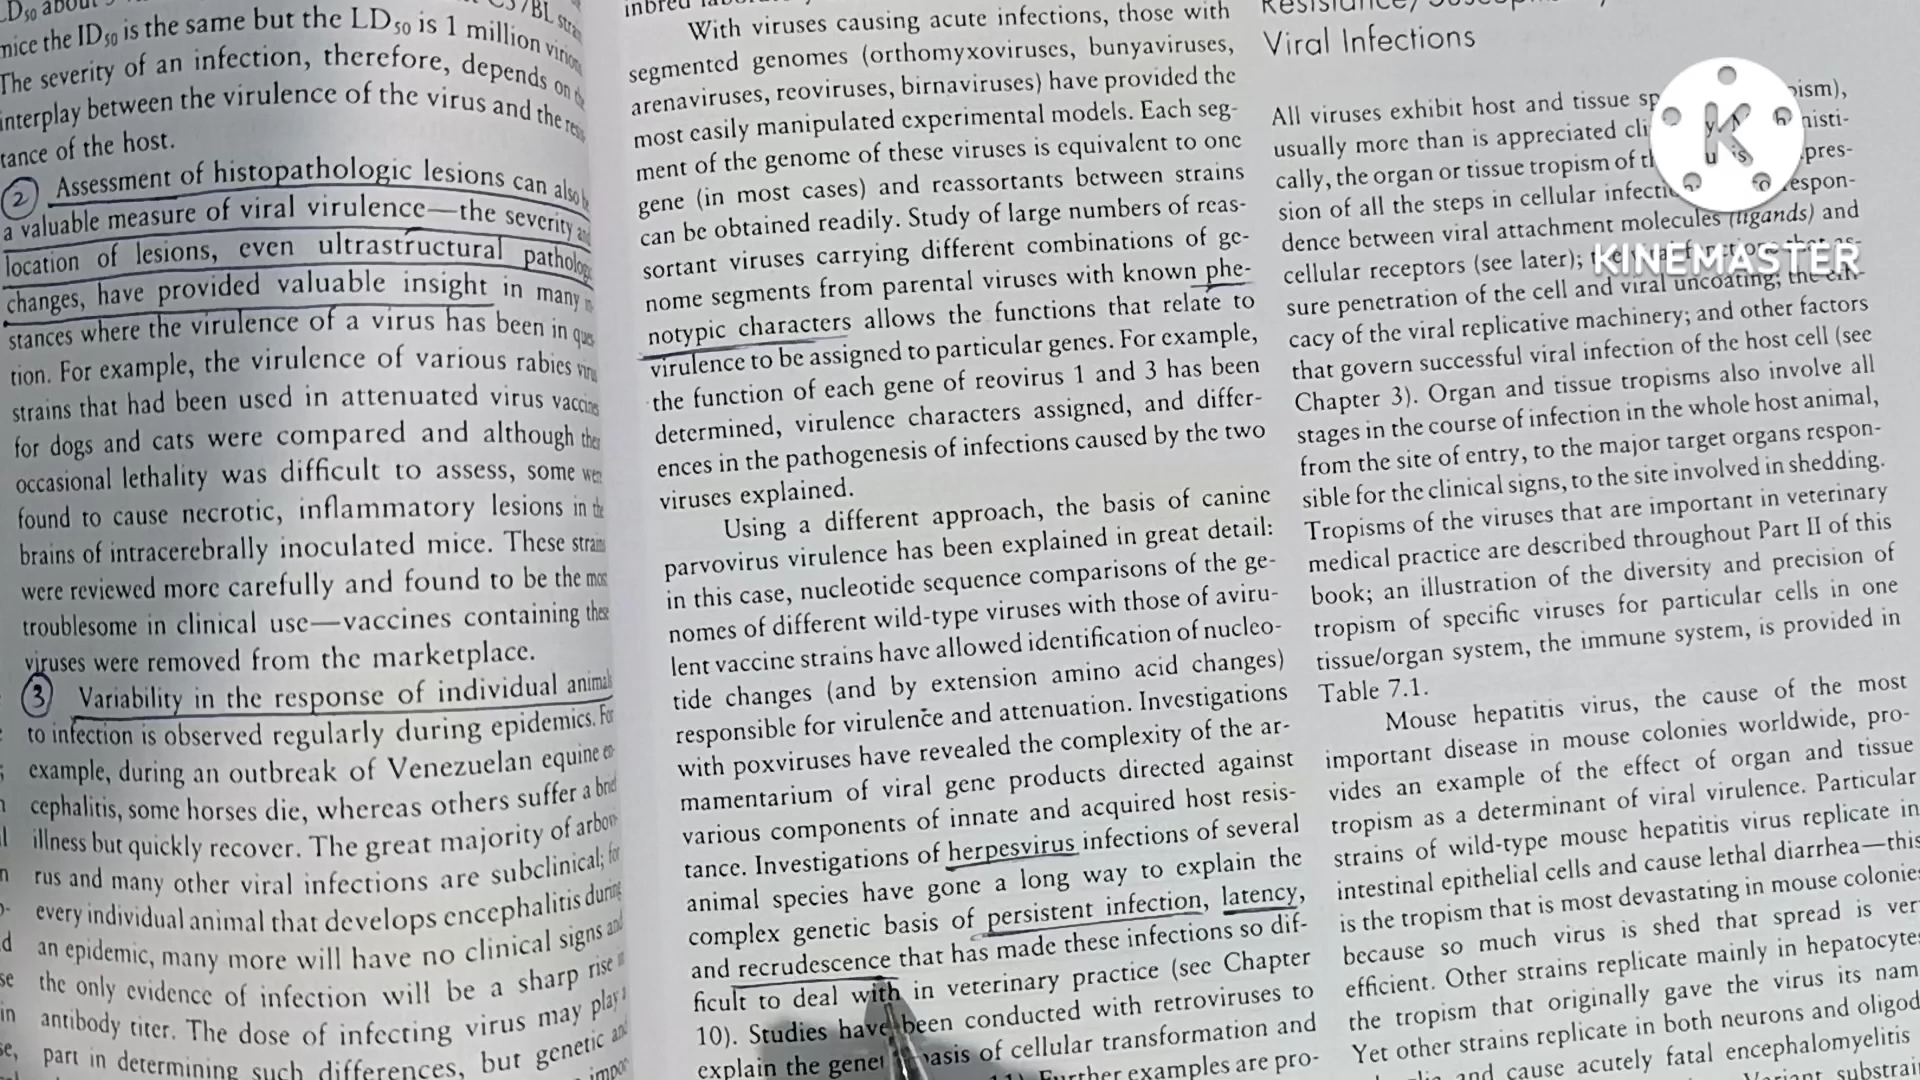 LD50 about
C57BL strain
mice the ID50 is the same but the LD50 is 1 million virions
The severity of an infection, therefore, depends on the
interplay between the virulence of the virus and the resis
tance of the host.
2 Assessment of histopathologic lesions can also be
a valuable measure of viral virulence—the severity and
location of lesions, even ultrastructural pathologic
changes, have provided valuable insight in many in
stances where the virulence of a virus has been in ques
tion. For example, the virulence of various rabies virus
strains that had been used in attenuated virus vaccines
for dogs and cats were compared and although their
occasional lethality was difficult to assess, some were
found to cause necrotic, inflammatory lesions in the
brains of intracerebrally inoculated mice. These strains
were reviewed more carefully and found to be the most
troublesome in clinical use—vaccines containing these
viruses were removed from the marketplace.
3 Variability in the response of individual animals
to infection is observed regularly during epidemics. For
example, during an outbreak of Venezuelan equine en
cephalitis, some horses die, whereas others suffer a brief
illness but quickly recover. The great majority of arbov
rus and many other viral infections are subclinical; for
every individual animal that develops encephalitis during
an epidemic, many more will have no clinical signs and
the only evidence of infection will be a sharp rise in
antibody titer. The dose of infecting virus may play a
part in determining such differences, but genetic and
inbred
With viruses causing acute infections, those with
segmented genomes (orthomyxoviruses, bunyaviruses,
arenaviruses, reoviruses, birnaviruses) have provided the
most easily manipulated experimental models. Each seg-
ment of the genome of these viruses is equivalent to one
gene (in most cases) and reassortants between strains
can be obtained readily. Study of large numbers of reas-
sortant viruses carrying different combinations of ge-
nome segments from parental viruses with known phe-
notypic characters allows the functions that relate to
virulence to be assigned to particular genes. For example,
the function of each gene of reovirus 1 and 3 has been
determined, virulence characters assigned, and differ-
ences in the pathogenesis of infections caused by the two
viruses explained.
Using a different approach, the basis of canine
parvovirus virulence has been explained in great detail:
in this case, nucleotide sequence comparisons of the ge-
nomes of different wild-type viruses with those of aviru-
lent vaccine strains have allowed identification of nucleo-
tide changes (and by extension amino acid changes)
responsible for virulence and attenuation. Investigations
with poxviruses have revealed the complexity of the ar-
mamentarium of viral gene products directed against
various components of innate and acquired host resis-
tance. Investigations of herpesvirus infections of several
animal species have gone a long way to explain the
complex genetic basis of persistent infection, latency,
and recrudescence that has made these infections so dif-
ficult to deal with in veterinary practice (see Chapter
10). Studies have been conducted with retroviruses to
explain the genet basis of cellular transformation and
Further examples are pro-
Viral Infections
All viruses exhibit host and tissue sp ism),
usually more than is appreciated cli nisti-
cally, the organ or tissue tropism of th us is pres-
sion of all the steps in cellular infectio respon-
dence between viral attachment molecules (ligands) and
cellular receptors (see later);
sure penetration of the cell and viral uncoating; the effi-
cacy of the viral replicative machinery; and other factors
that govern successful viral infection of the host cell (see
Chapter 3). Organ and tissue tropisms also involve all
stages in the course of infection in the whole host animal,
from the site of entry, to the major target organs respon-
sible for the clinical signs, to the site involved in shedding.
Tropisms of the viruses that are important in veterinary
medical practice are described throughout Part II of this
book; an illustration of the diversity and precision of
tropism of specific viruses for particular cells in one
tissue/organ system, the immune system, is provided in
Table 7.1.
Mouse hepatitis virus, the cause of the most
important disease in mouse colonies worldwide, pro-
vides an example of the effect of organ and tissue
tropism as a determinant of viral virulence. Particular
strains of wild-type mouse hepatitis virus replicate in
intestinal epithelial cells and cause lethal diarrhea—this
is the tropism that is most devastating in mouse colonies
because so much virus is shed that spread is very
efficient. Other strains replicate mainly in hepatocytes
the tropism that originally gave the virus its nam
Yet other strains replicate in both neurons and oligod
and cause acutely fatal encephalomyelitis
K
KINEMASTER